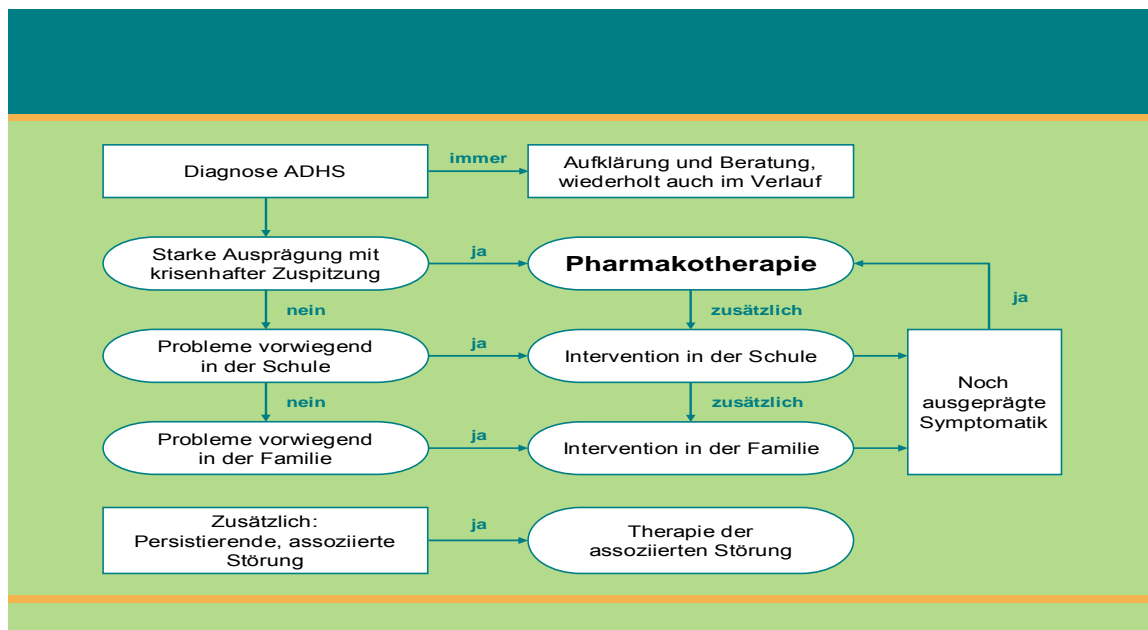 Diagnose ADHS
immer
Aufklärung und Beratung,
wiederholt auch im Verlauf
Starke Ausprägung mit
krisenhafter Zuspitzung
ja
Pharmakotherapie
ja
nein
zusätzlich
Probleme vorwiegend
in der Schule
ja
Intervention in der Schule
Noch
ausgeprägte
Symptomatik
nein
zusätzlich
Probleme vorwiegend
in der Familie
ja
Intervention in der Familie
Zusätzlich:
Persistierende, assoziierte
Störung
ja
Therapie der
assoziierten Störung